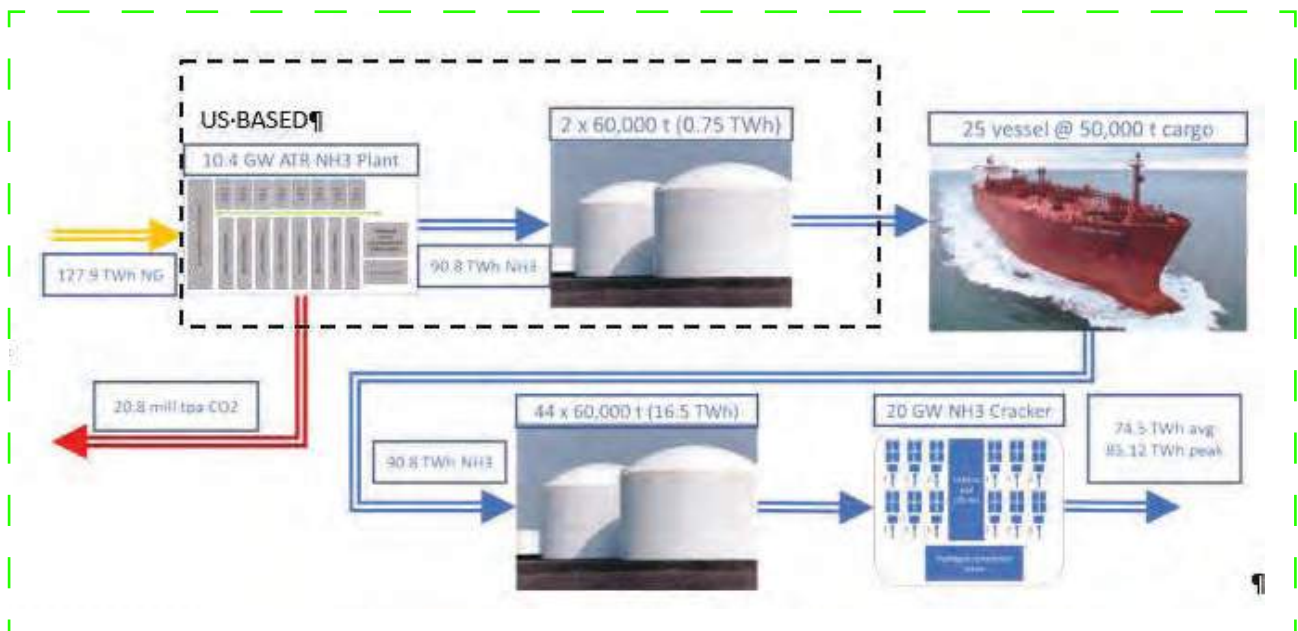 US·BASED¶
10.4 GW ATR NH3 Plant
2 x 60,000 t (0.75 TWh)
25 vessel @ 50,000 t cargo
127.9 TWh NG
90.8 TWh NH3
20.8 mill tpa CO2
44 x 60,000 t (16.5 TWh)
20 GW NH3 Cracker
74.5 TWh avg
85.12 TWh peak
90.8 TWh NH3
¶